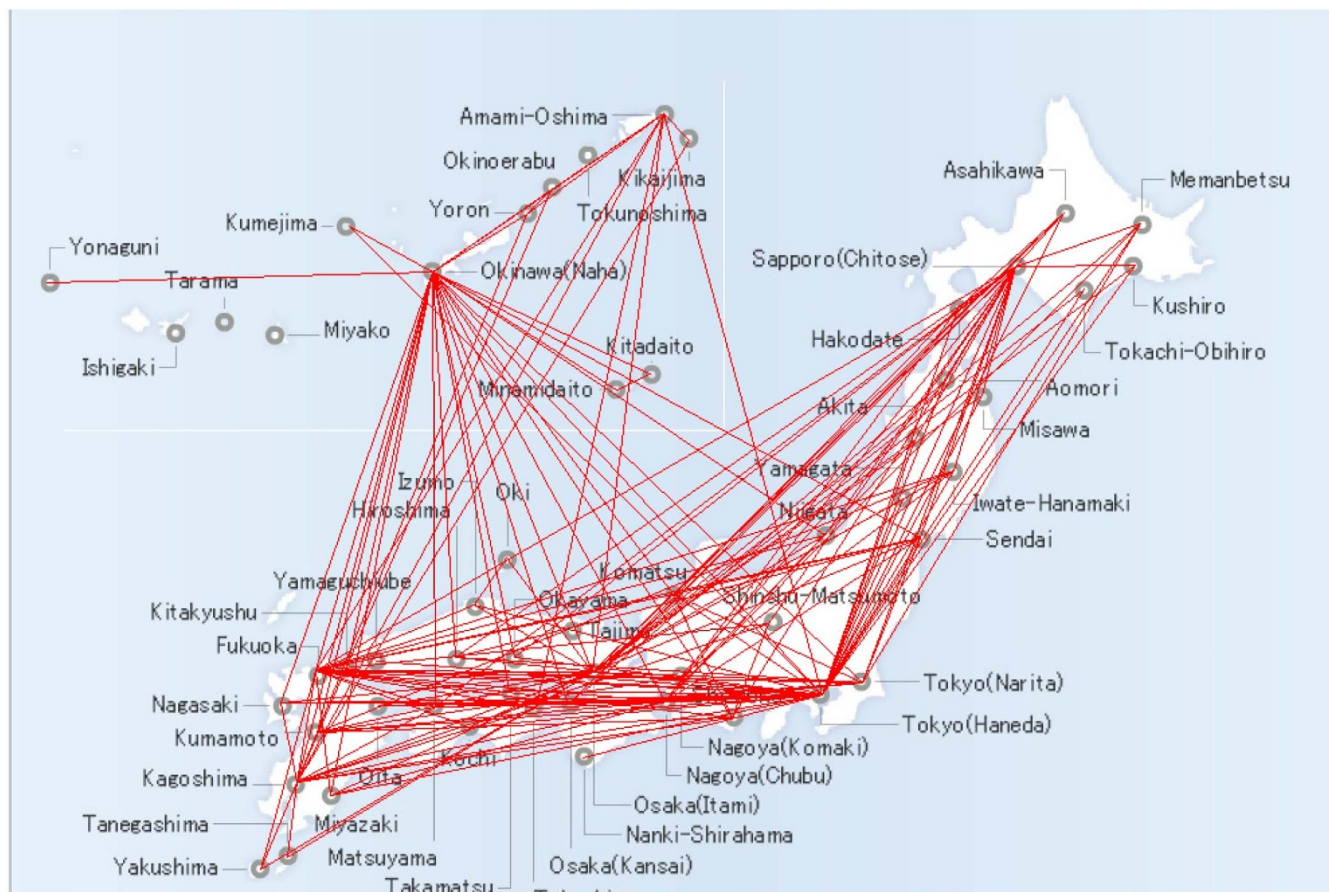 Amami-Oshima
Okinoerabu
Kikaijima
Asahikawa
Memanbetsu
Yoron
Tokunoshima
Kumejima
Yonaguni
Okinawa(Naha)
Sapporo(Chitose)
Tarama
Kushiro
Miyako
Hakodate
Kitadaito
Tokachi-Obihiro
Ishigaki
Minamidaito
Aomori
Akita
Misawa
Yamagata
Izumo
Oki
Hiroshima
Niigata
Iwate-Hanamaki
Sendai
Komatsu
Yamaguchiube
Okayama
Shinshu-Matsumoto
Kitakyushu
Tajima
Fukuoka
Tokyo(Narita)
Nagasaki
Tokyo(Haneda)
Kumamoto
Kochi
Nagoya(Komaki)
Kagoshima
Oita
Nagoya(Chubu)
Osaka(Itami)
Tanegashima
Miyazaki
Nanki-Shirahama
Matsuyama
Osaka(Kansai)
Yakushima
Takamatsu